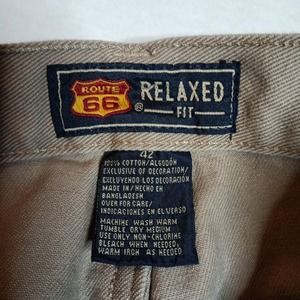 ROUTE
66
®
RELAXED
FIT
42
100% COTTON/ALGODÓN
EXCLUSIVE OF DECORATION/
EXCLUYENDO LOS DECORACIÓN
MADE IN/HECHO EN
BANGLADESH
OVER FOR CARE/
INDICACIONES EN EL VERSO
MACHINE WASH WARM
TUMBLE DRY MEDIUM
USE ONLY NON-CHLORINE
BLEACH WHEN NEEDED.
WARM IRON AS NEEDED